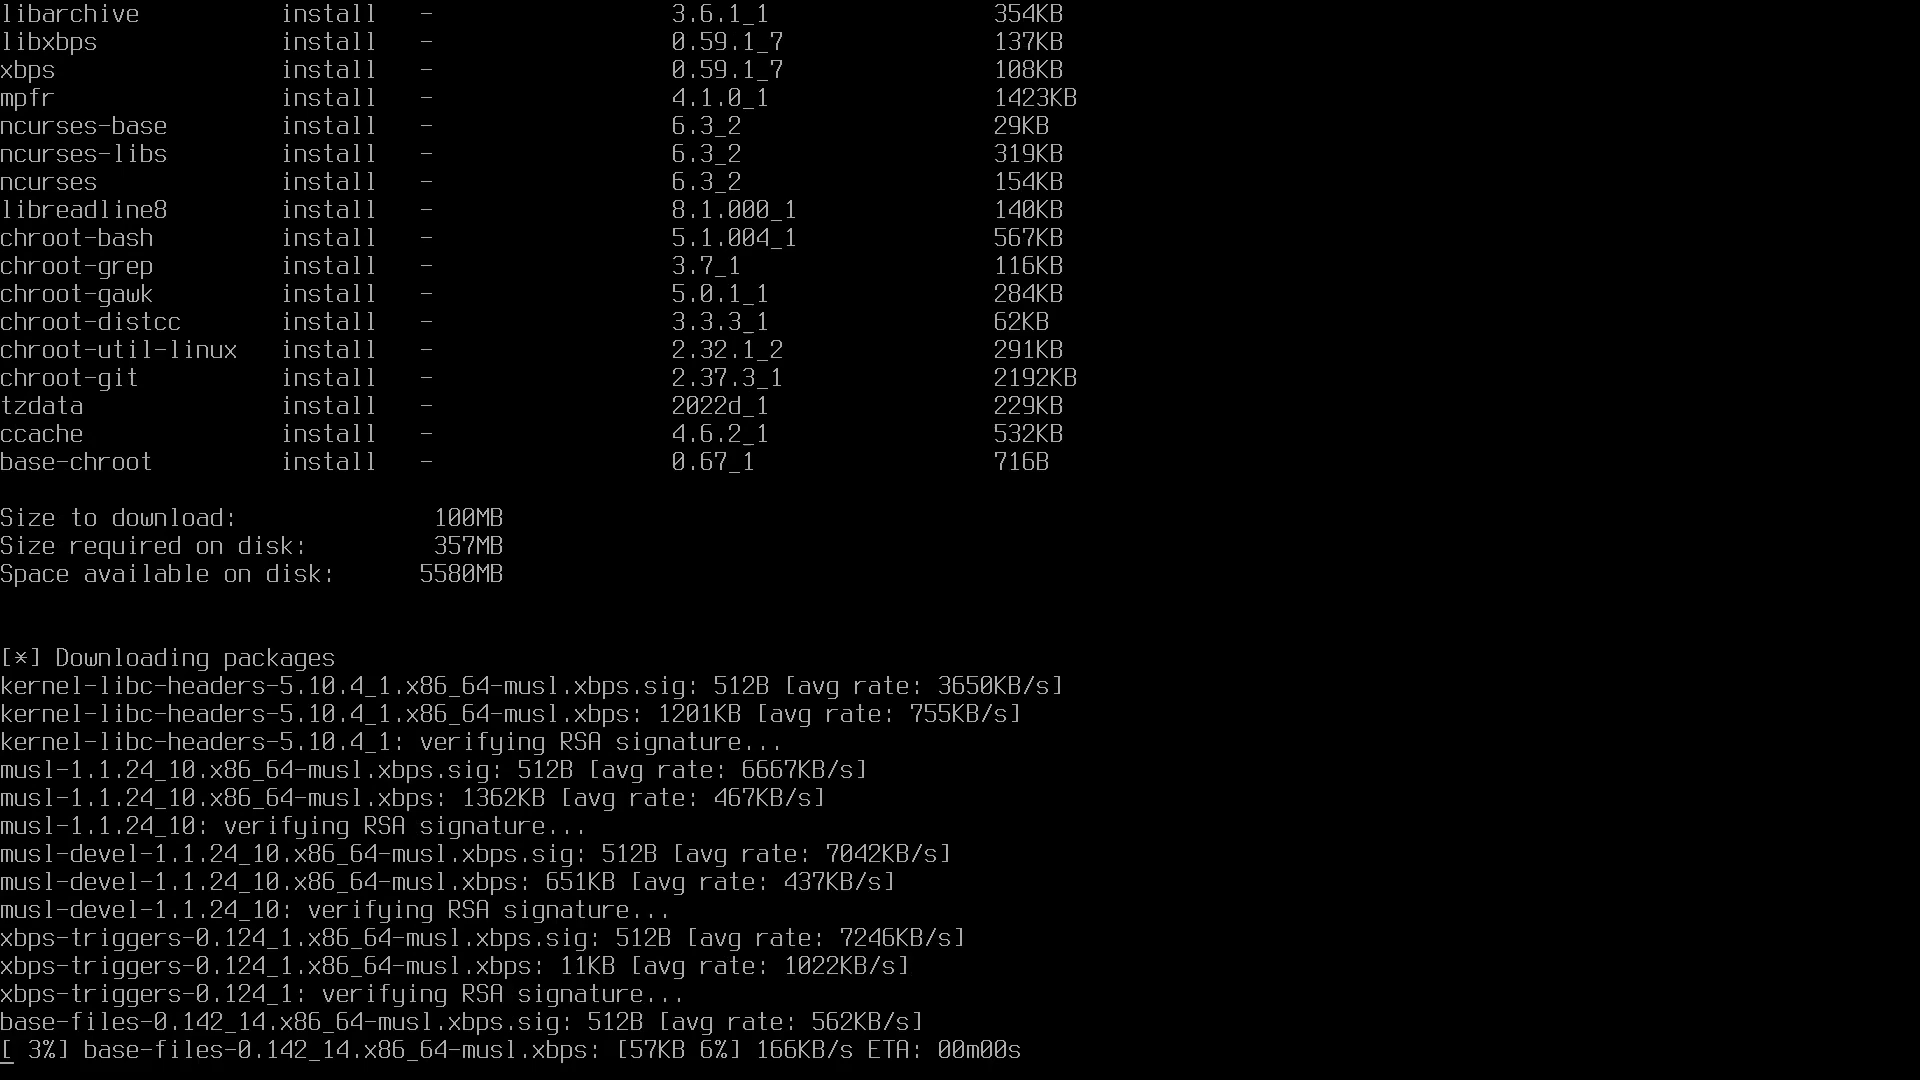 libarchive install - 3.6.1_1 354KB
libxbps install - 0.59.1_7 137KB
xbps install - 0.59.1_7 108KB
mpfr install - 4.1.0_1 1423KB
ncurses-base install - 6.3_2 29KB
ncurses-libs install - 6.3_2 319KB
ncurses install - 6.3_2 154KB
libreadline8 install - 8.1.000_1 140KB
chroot-bash install - 5.1.004_1 567KB
chroot-grep install - 3.7_1 116KB
chroot-gawk install - 5.0.1_1 284KB
chroot-distcc install - 3.3.3_1 62KB
chroot-util-linux install - 2.32.1_2 291KB
chroot-git install - 2.37.3_1 2192KB
tzdata install - 2022d_1 229KB
ccache install - 4.6.2_1 532KB
base-chroot install - 0.67_1 716B
Size to download: 100MB
Size required on disk: 357MB
Space available on disk: 5580MB
[*] Downloading packages
kernel-libc-headers-5.10.4_1.x86_64-musl.xbps.sig: 512B [avg rate: 3650KB/s]
kernel-libc-headers-5.10.4_1.x86_64-musl.xbps: 1201KB [avg rate: 755KB/s]
kernel-libc-headers-5.10.4_1: verifying RSA signature...
musl-1.1.24_10.x86_64-musl.xbps.sig: 512B [avg rate: 6667KB/s]
musl-1.1.24_10.x86_64-musl.xbps: 1362KB [avg rate: 467KB/s]
musl-1.1.24_10: verifying RSA signature...
musl-devel-1.1.24_10.x86_64-musl.xbps.sig: 512B [avg rate: 7042KB/s]
musl-devel-1.1.24_10.x86_64-musl.xbps: 651KB [avg rate: 437KB/s]
musl-devel-1.1.24_10: verifying RSA signature...
xbps-triggers-0.124_1.x86_64-musl.xbps.sig: 512B [avg rate: 7246KB/s]
xbps-triggers-0.124_1.x86_64-musl.xbps: 11KB [avg rate: 1022KB/s]
xbps-triggers-0.124_1: verifying RSA signature...
base-files-0.142_14.x86_64-musl.xbps.sig: 512B [avg rate: 562KB/s]
[ 3%] base-files-0.142_14.x86_64-musl.xbps: [57KB 6%] 166KB/s ETA: 00m00s